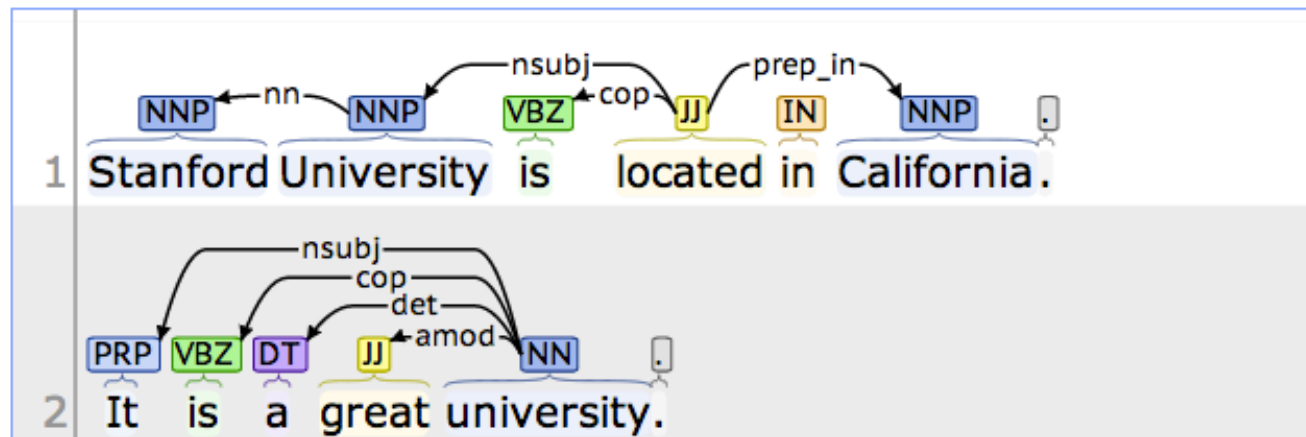 nsubj prep_in
NNP nn NNP VBZ cop JJ IN NNP .
1 Stanford University is located in California.
nsubj
cop
det
PRP VBZ DT JJ amod NN .
2 It is a great university.